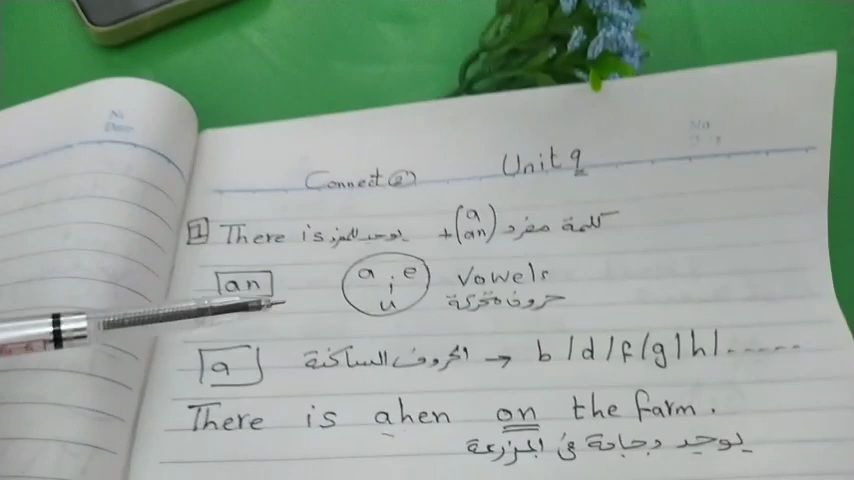 Connect ② Unit 9
1 There is يوجد للمفرد + (a an) كلمة مفرد
an a e i u Vowels
حروف متحركة
a الحروف الساكنة → b/d/f/g/h/.....
There is a hen on the farm.
يوجد دجاجة في المزرعة